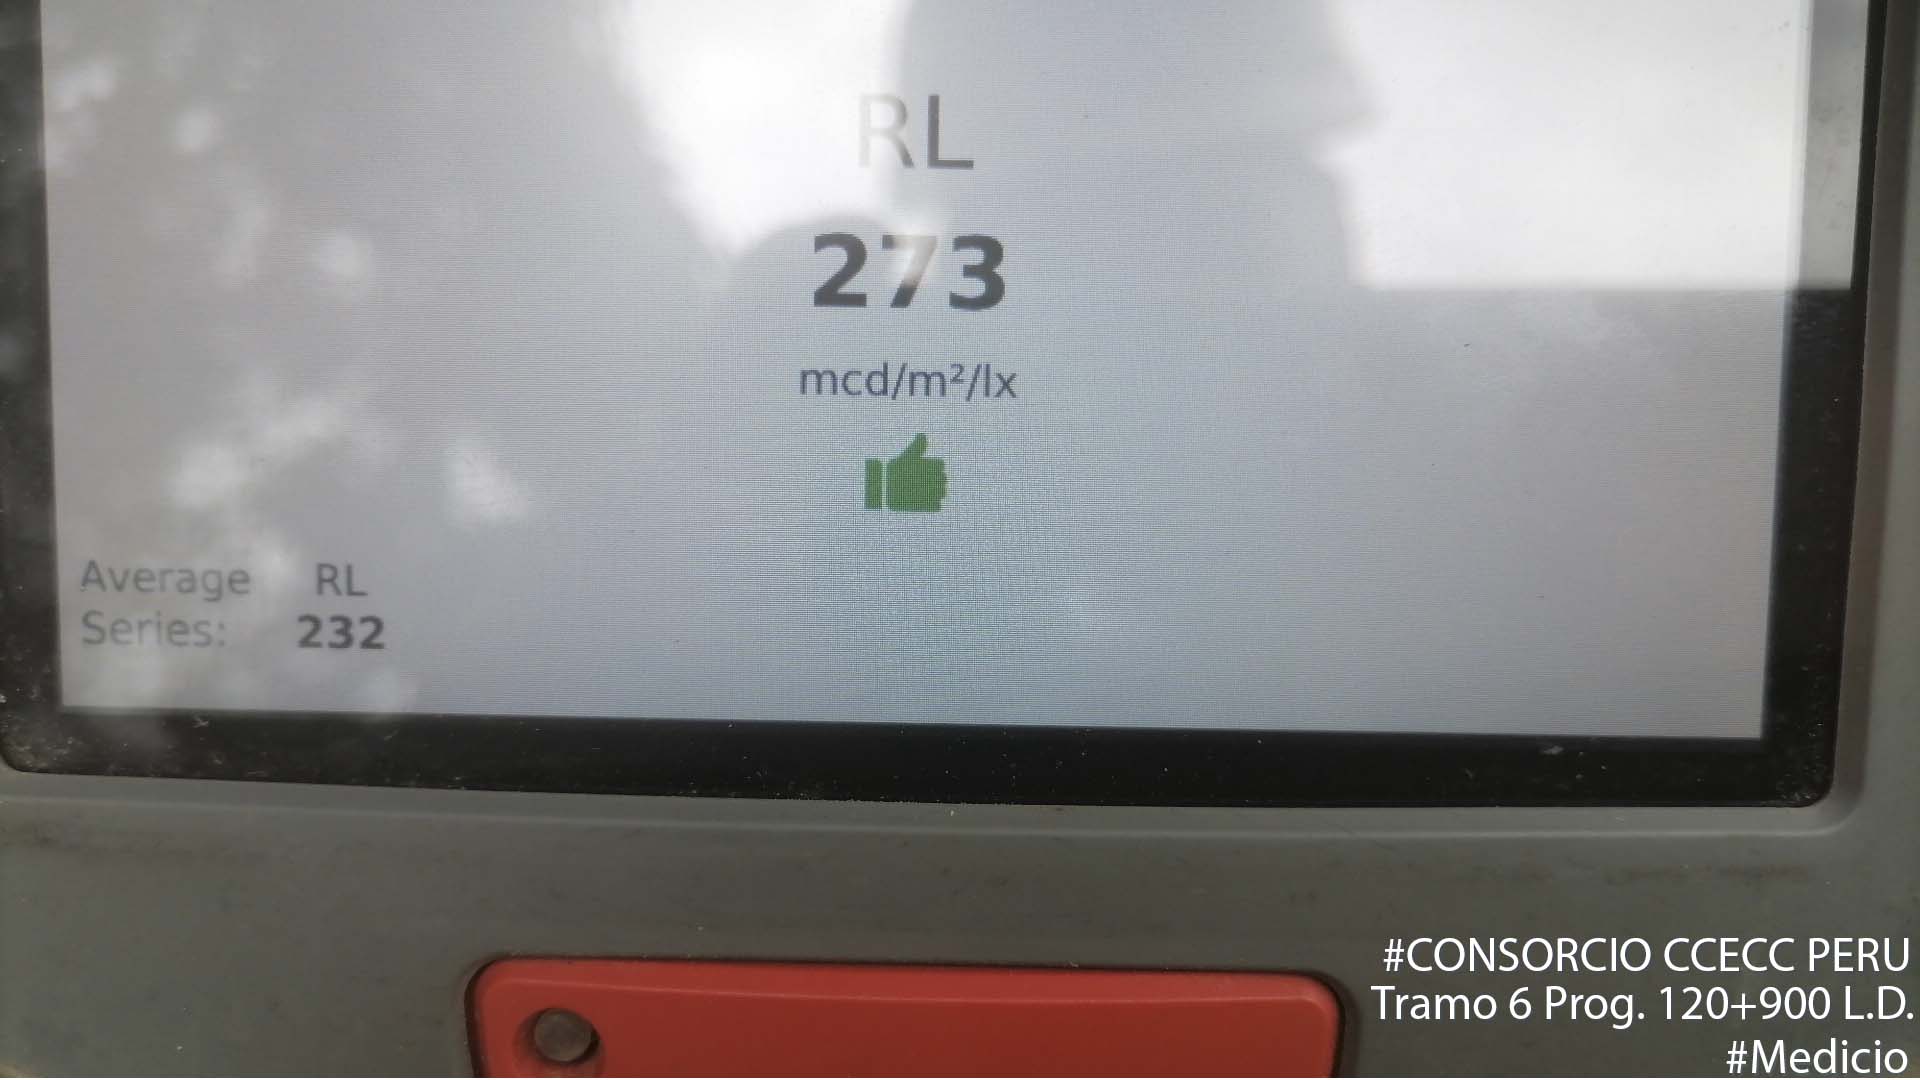 RL
273
mcd/m²/lx
Average RL
Series: 232
#CONSORCIO CCECC PERU
Tramo 6 Prog. 120+900 L.D.
#Medicio